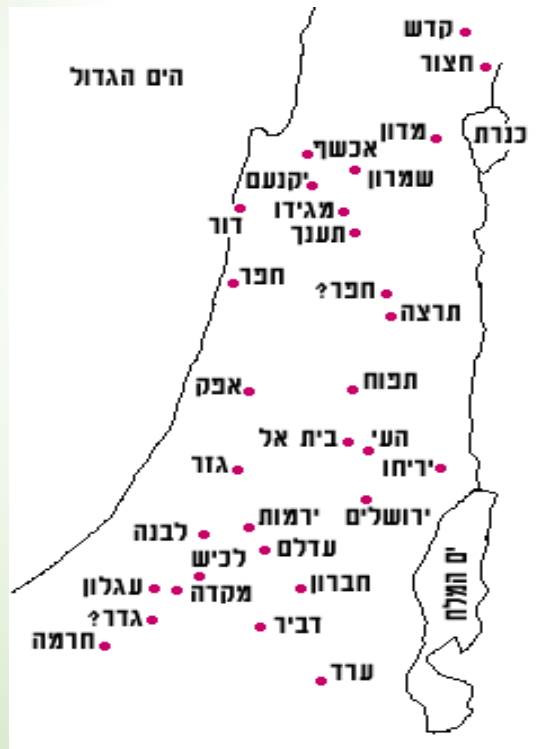 קדש
חצור
הים הגדול
כנרת
מדון
אכשף
שמרון
יקנעם
מגידו
דור
תענך
חפר
חפר?
תרצה
תפוח
אפק
העי
בית אל
יריחו
גזר
ירושלים
ירמות
לבנה
עדלם
לכיש
ים המלח
חברון
מקדה
עגלון
גדר?
דביר
חרמה
ערד